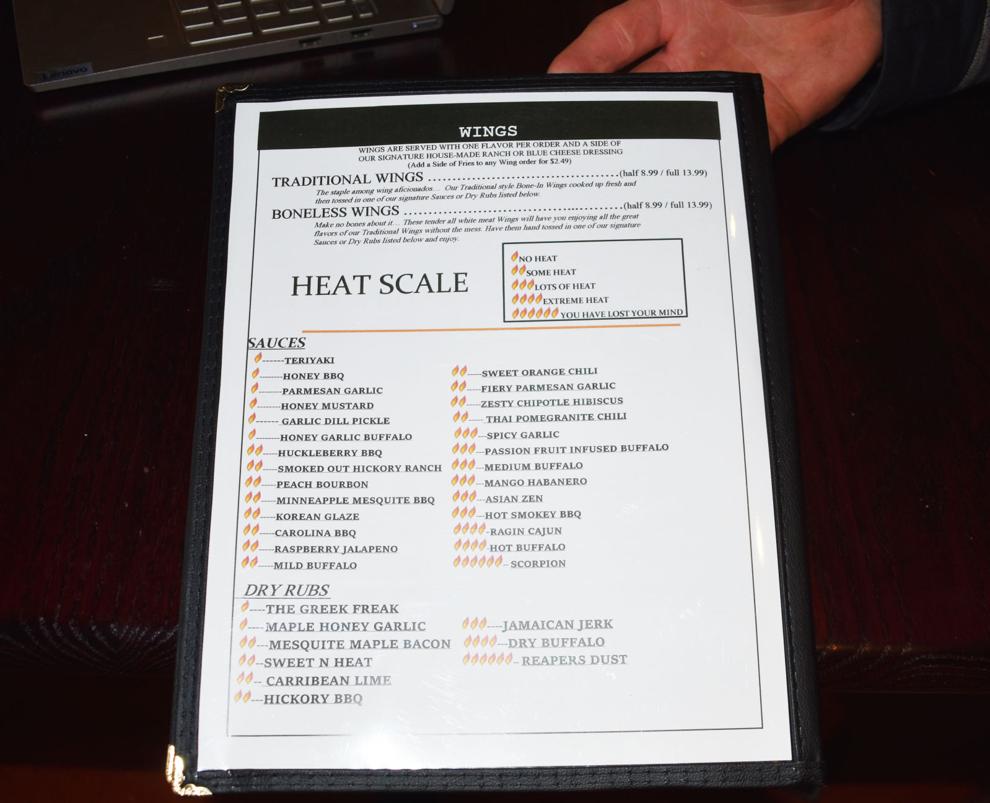 Lenovo
WINGS
WINGS ARE SERVED WITH ONE FLAVOR PER ORDER AND A SIDE OF
OUR SIGNATURE HOUSE-MADE RANCH OR BLUE CHEESE DRESSING
(Add a Side of Fries to any Wing order for $2.49)
TRADITIONAL WINGS ................................(half 8.99 / full 13.99)
The staple among wing aficionados... Our Traditional style Bone-In Wings cooked up fresh and
then tossed in one of our signature Sauces or Dry Rubs listed below.
BONELESS WINGS ....................................(half 8.99 / full 13.99)
Make no bones about it... These tender all white meat Wings will have you enjoying all the great
flavors of our Traditional Wings without the mess. Have them hand tossed in one of our signature
Sauces or Dry Rubs listed below and enjoy.
HEAT SCALE
NO HEAT
SOME HEAT
LOTS OF HEAT
EXTREME HEAT
YOU HAVE LOST YOUR MIND
SAUCES
------TERIYAKI
------HONEY BBQ
------PARMESAN GARLIC
------HONEY MUSTARD
------ GARLIC DILL PICKLE
------HONEY GARLIC BUFFALO
----HUCKLEBERRY BBQ
----SMOKED OUT HICKORY RANCH
----PEACH BOURBON
----MINNEAPPLE MESQUITE BBQ
----KOREAN GLAZE
----CAROLINA BBQ
----RASPBERRY JALAPENO
----MILD BUFFALO
----SWEET ORANGE CHILI
----FIERY PARMESAN GARLIC
----ZESTY CHIPOTLE HIBISCUS
---- THAI POMEGRANITE CHILI
---SPICY GARLIC
---PASSION FRUIT INFUSED BUFFALO
---MEDIUM BUFFALO
---MANGO HABANERO
---ASIAN ZEN
---HOT SMOKEY BBQ
-RAGIN CAJUN
-HOT BUFFALO
- SCORPION
DRY RUBS
----THE GREEK FREAK
---- MAPLE HONEY GARLIC
---MESQUITE MAPLE BACON
--SWEET N HEAT
-- CARRIBEAN LIME
---HICKORY BBQ
----JAMAICAN JERK
---DRY BUFFALO
- REAPERS DUST